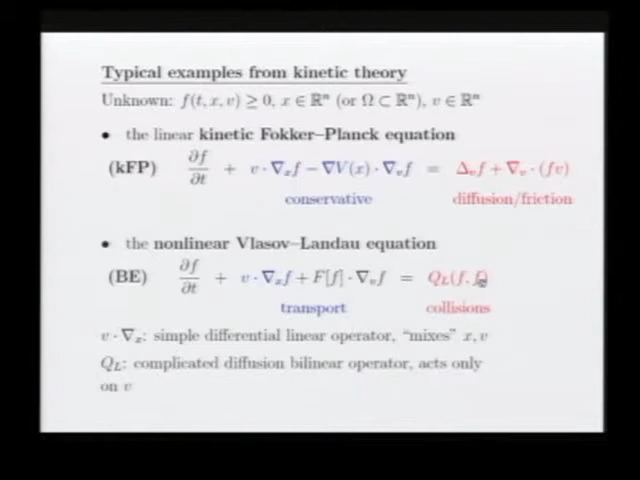 Typical examples from kinetic theory
Unknown: f(t, x, v) ≥ 0, x ∈ ℝⁿ (or Ω ⊂ ℝⁿ), v ∈ ℝⁿ
• the linear kinetic Fokker–Planck equation
(kFP) ∂f/∂t + v · ∇ₓf − ∇V(x) · ∇ᵥf = Δᵥf + ∇ᵥ · (fv)
conservative diffusion/friction
• the nonlinear Vlasov–Landau equation
(BE) ∂f/∂t + v · ∇ₓf + F[f] · ∇ᵥf = Q_L(f, f)
transport collisions
v · ∇ₓ: simple differential linear operator, “mixes” x, v
Q_L: complicated diffusion bilinear operator, acts only
on v